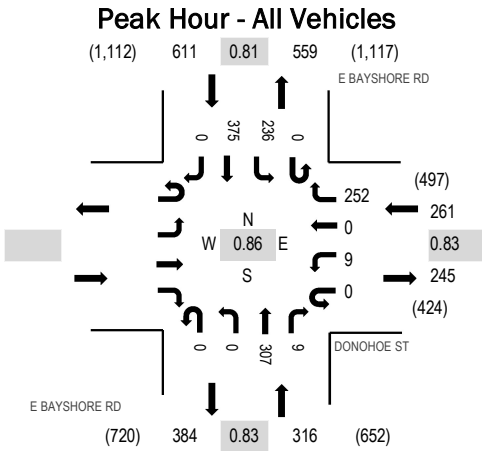 Peak Hour - All Vehicles
(1,112) 611 0.81 559 (1,117)
E BAYSHORE RD
0 375 236 0
(497)
252
261
0
N
W 0.86 E
S
0.83
9
245
0
(424)
0 0 307 9
DONOHOE ST
E BAYSHORE RD
(720) 384 0.83 316 (652)